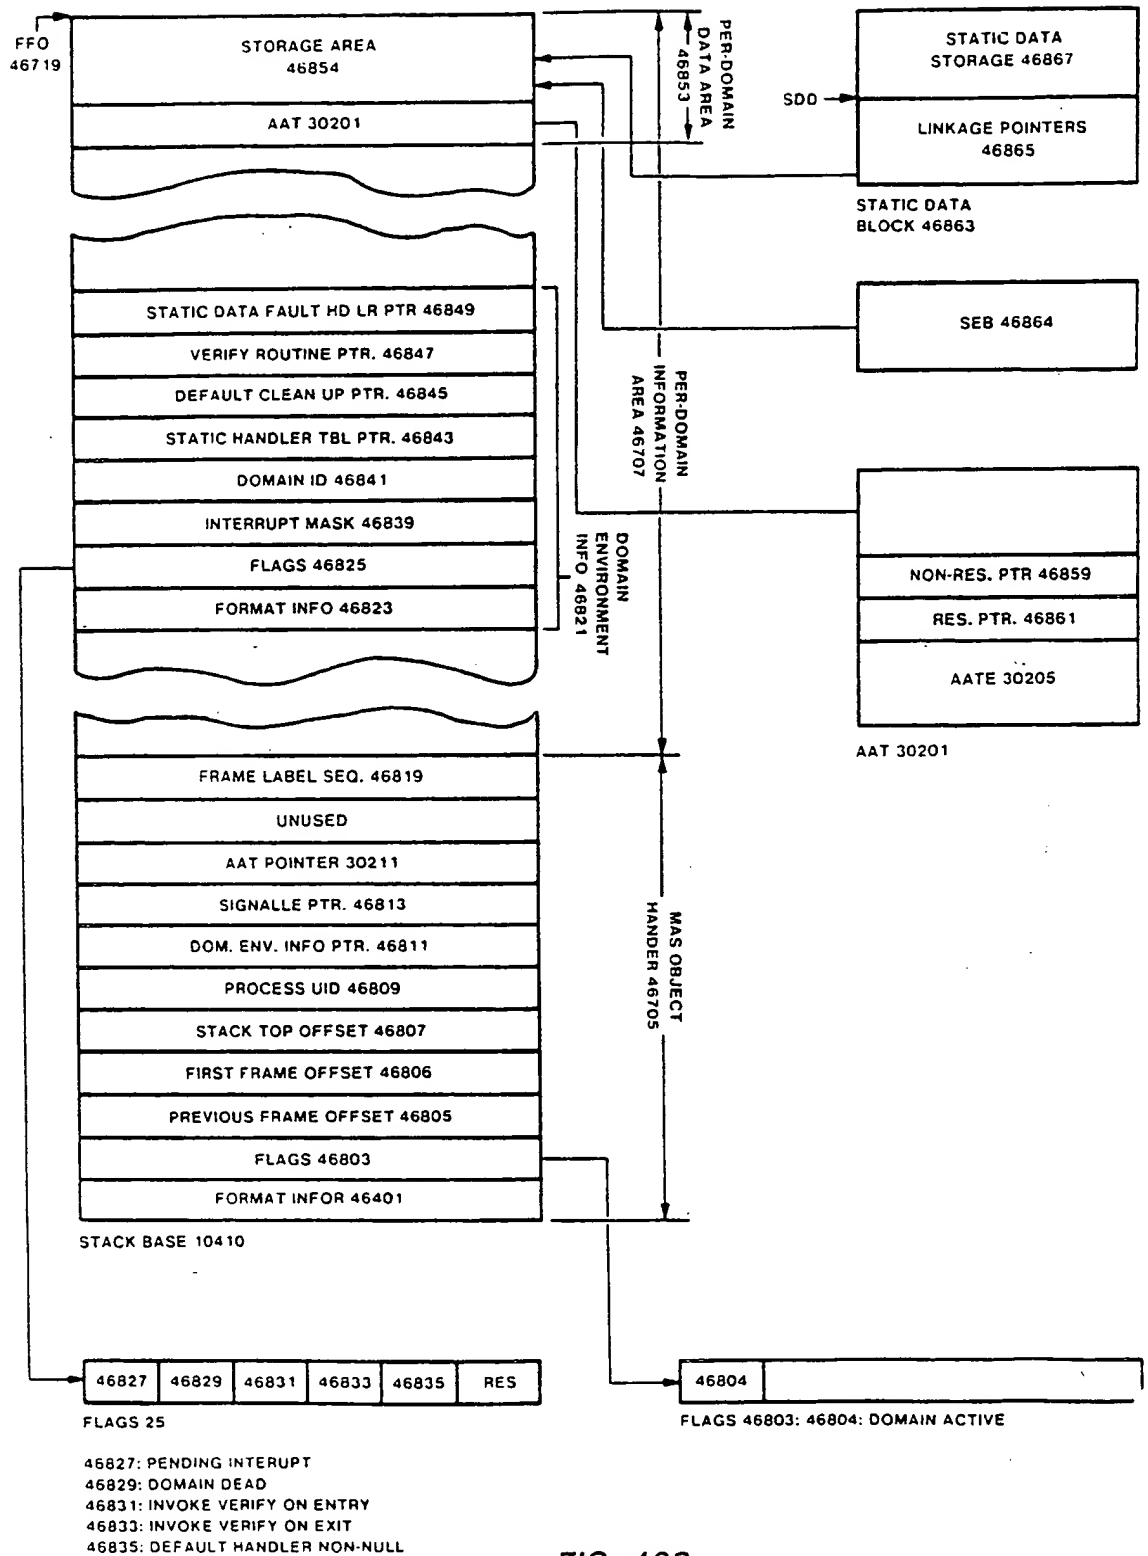 FFO
46719
STORAGE AREA
46854
AAT 30201
PER-DOMAIN
DATA AREA
46853
STATIC DATA
STORAGE 46867
SDO
LINKAGE POINTERS
46865
STATIC DATA
BLOCK 46863
STATIC DATA FAULT HD LR PTR 46849
VERIFY ROUTINE PTR. 46847
DEFAULT CLEAN UP PTR. 46845
STATIC HANDLER TBL PTR. 46843
DOMAIN ID 46841
INTERRUPT MASK 46839
FLAGS 46825
FORMAT INFO 46823
DOMAIN
ENVIRONMENT
INFO 46821
PER-DOMAIN
INFORMATION
AREA 46707
SEB 46864
NON-RES. PTR 46859
RES. PTR. 46861
AATE 30205
AAT 30201
FRAME LABEL SEQ. 46819
UNUSED
AAT POINTER 30211
SIGNALLE PTR. 46813
DOM. ENV. INFO PTR. 46811
PROCESS UID 46809
STACK TOP OFFSET 46807
FIRST FRAME OFFSET 46806
PREVIOUS FRAME OFFSET 46805
FLAGS 46803
FORMAT INFOR 46401
STACK BASE 10410
MAS OBJECT
HANDER 46705
46827 46829 46831 46833 46835 RES
FLAGS 25
46804
FLAGS 46803: 46804: DOMAIN ACTIVE
46827: PENDING INTERUPT
46829: DOMAIN DEAD
46831: INVOKE VERIFY ON ENTRY
46833: INVOKE VERIFY ON EXIT
46835: DEFAULT HANDLER NON-NULL